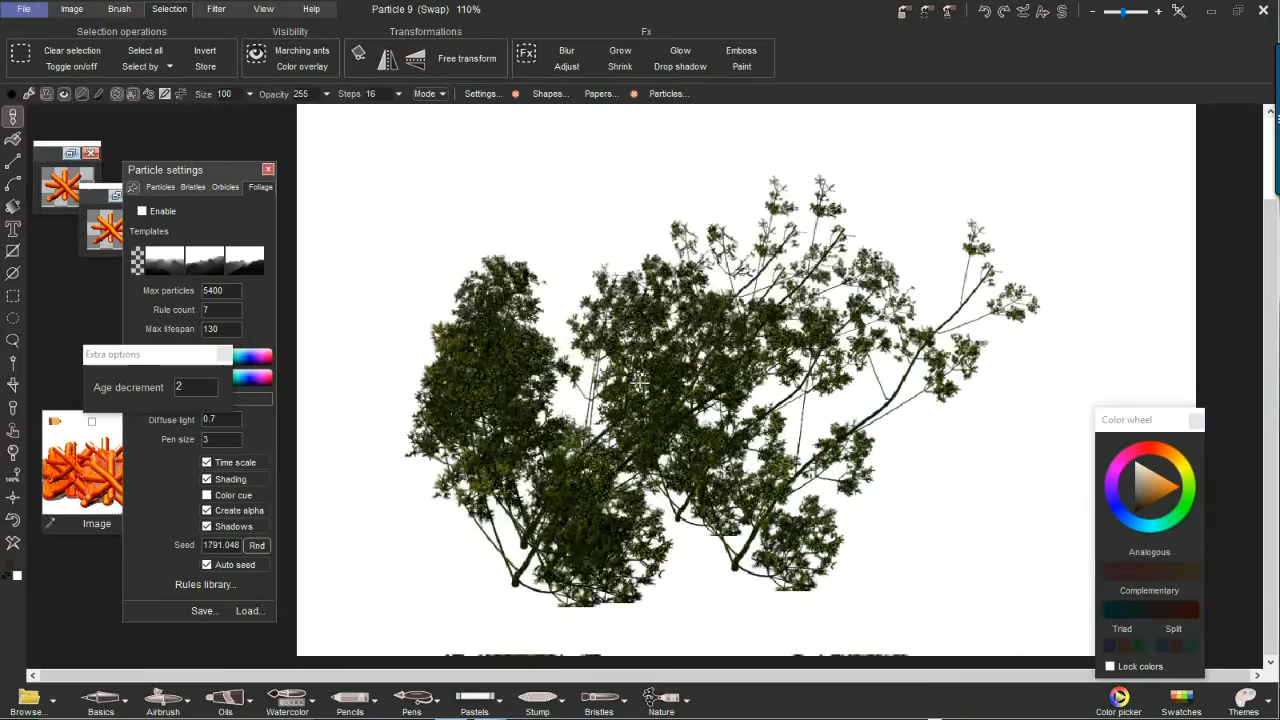 File Image Brush Selection Filter View Help Particle 9 (Swap) 110%
Selection operations Visibility Transformations Fx
Clear selection Select all Invert Marching ants Free transform Blur Grow Glow Emboss
Toggle on/off Select by Store Color overlay Adjust Shrink Drop shadow Paint
Size 100 Opacity 255 Steps 16 Mode Settings... Shapes... Papers... Particles...
Particle settings
Particles Bristles Orbicles Foliage
Enable
Templates
Max particles 5400
Rule count 7
Max lifespan 130
Extra options
Age decrement 2
Diffuse light 0.7
Pen size 3
Time scale
Shading
Color cue
Create alpha
Shadows
Seed 1791.048 Rnd
Auto seed
Rules library...
Save... Load...
100%
Image
Color wheel
Analogous
Complementary
Triad Split
Lock colors
Browse... Basics Airbrush Oils Watercolor Pencils Pens Pastels Stump Bristles Nature Color picker Swatches Themes